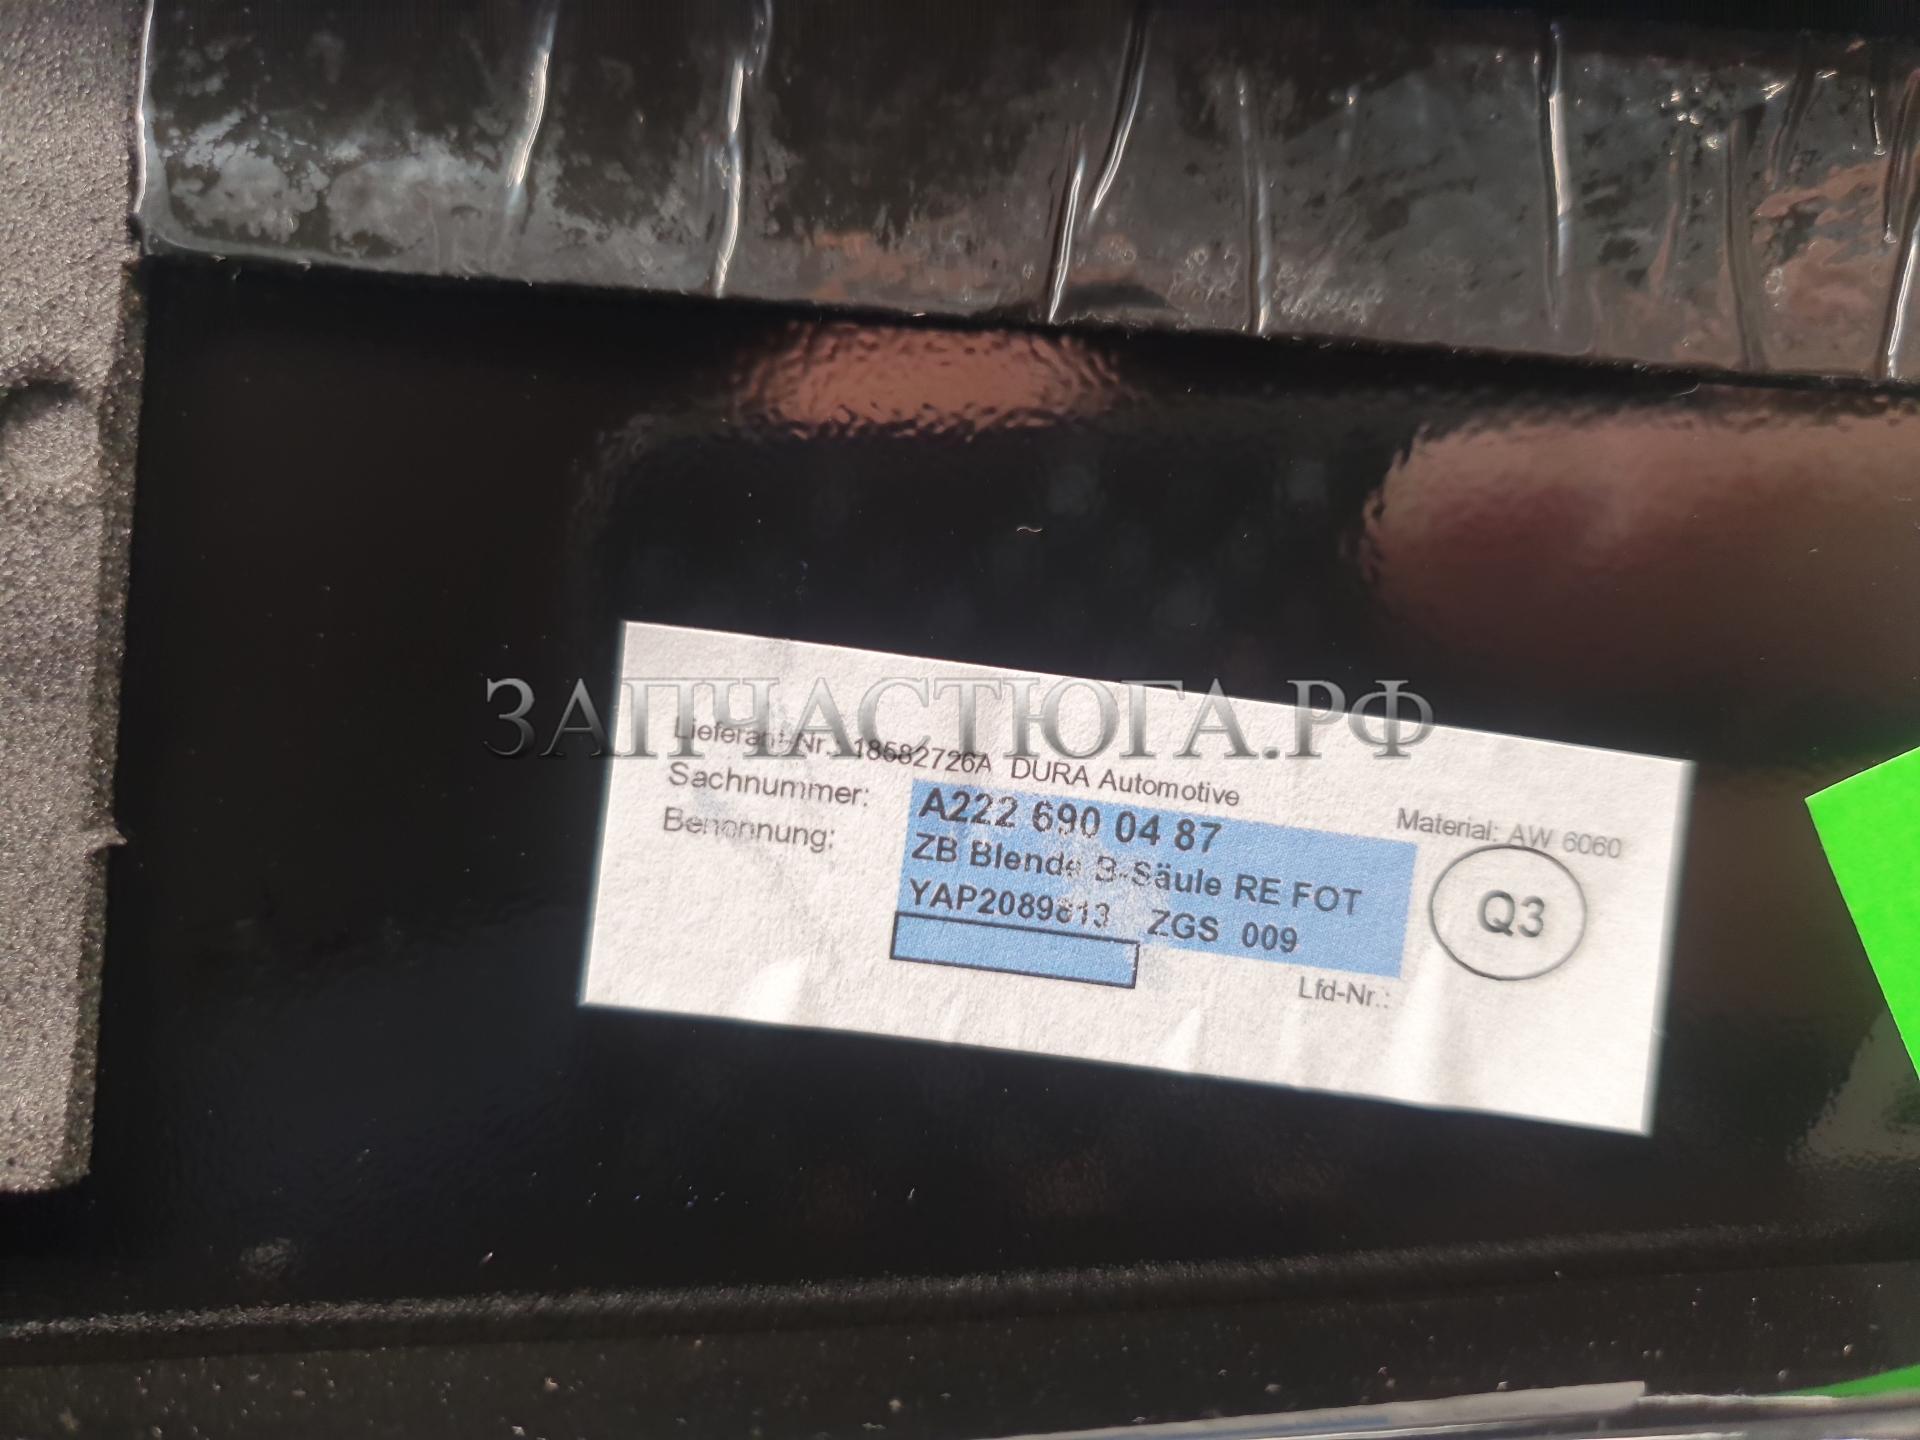 ЗАПЧАСТЮГА.РФ
Lieferant-Nr.: 18582726A DURA Automotive
Sachnummer: A222 690 04 87
Material: AW 6060
Benennung: ZB Blende B-Säule RE FOT
YAP2089813 ZGS 009
Q3
Lfd-Nr.: